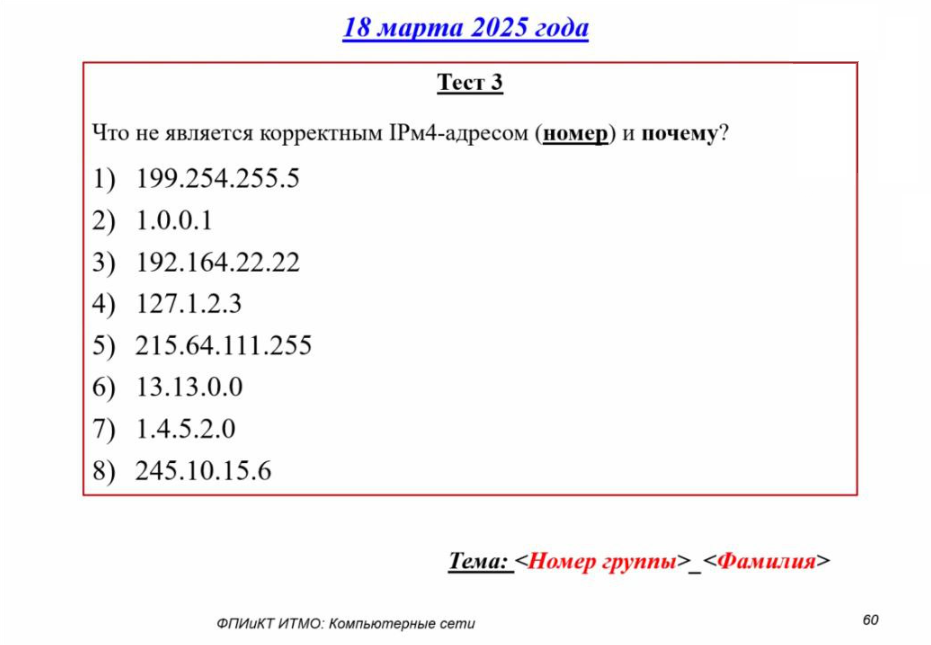 18 марта 2025 года
Тест 3
Что не является корректным IPм4-адресом (номер) и почему?
1) 199.254.255.5
2) 1.0.0.1
3) 192.164.22.22
4) 127.1.2.3
5) 215.64.111.255
6) 13.13.0.0
7) 1.4.5.2.0
8) 245.10.15.6
Тема: <Номер группы>_<Фамилия>
ФПИиКТ ИТМО: Компьютерные сети
60